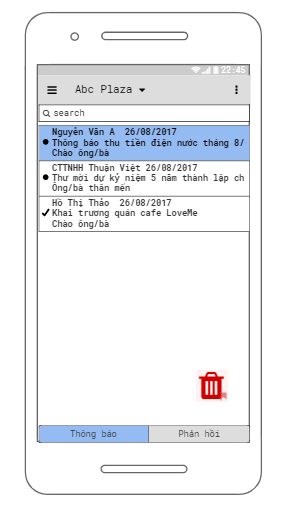 22:45
Abc Plaza
search
Nguyễn Văn A 26/08/2017
Thông báo thu tiền điện nước tháng 8/
Chào ông/bà
CTTNHH Thuận Việt 26/08/2017
Thư mời dự kỷ niệm 5 năm thành lập ch
Ông/bà thân mến
Hồ Thị Thảo 26/08/2017
Khai trương quán cafe LoveMe
Chào ông/bà
Thông báo
Phản hồi